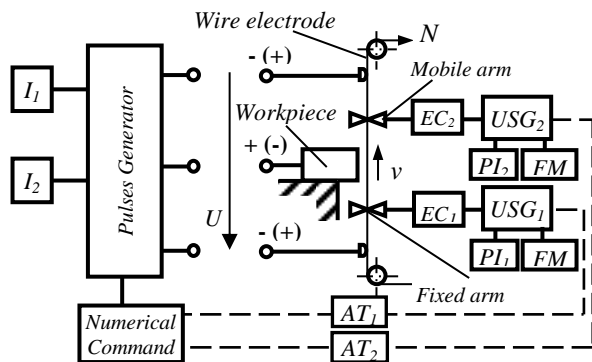 Wire electrode
N
- (+)
Mobile arm
I1
Pulses Generator
EC2
USG2
Workpiece
PI2
FM
+ (-)
I2
v
U
EC1
USG1
- (+)
PI1
FM
Fixed arm
Numerical
Command
AT1
AT2